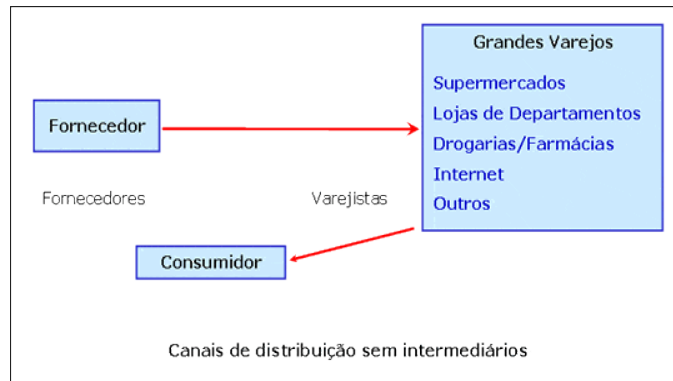 Grandes Varejos
Supermercados
Lojas de Departamentos
Drogarias/Farmácias
Internet
Outros
Fornecedor
Fornecedores
Varejistas
Consumidor
Canais de distribuição sem intermediários